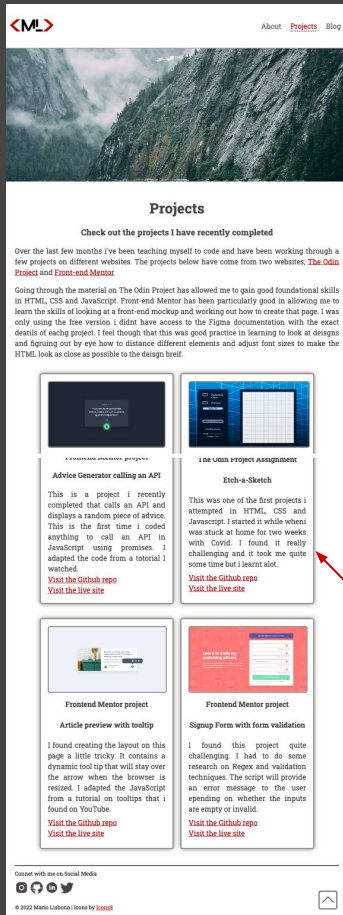 <ML>
About Projects Blog
Projects
Check out the projects I have recently completed
Over the last few months i've been teaching myself to code and have been working through a
few projects on different websites. The projects below have come from two websites, The Odin
Project and Front-end Mentor
Going through the material on The Odin Project has allowed me to gain good foundational skills
in HTML, CSS and JavaScript. Front-end Mentor has been particularly good in allowing me to
learn the skills of looking at a front-end mockup and working out how to create that page. I was
only using the free version i didnt have access to the Figma documentation with the exact
deatils of eachg project. I feel though that this was good practice in learning to look at deisgns
and figruing out by eye how to distance different elements and adjust font sizes to make the
HTML look as close as possible to the deisgn breif.
Frontend Mentor project
Advice Generator calling an API
This is a project i recently
completed that calls an API and
displays a random piece of advice.
This is the first time i coded
anything to call an API in
JavaScript using promises. I
adapted the code from a totorial I
watched.
Visit the Github repo
Visit the live site
The Odin Project Assignment
Etch-a-Sketch
This was one of the first projects i
attempted in HTML, CSS and
Javascript. I started it while wheni
was stuck at home for two weeks
with Covid. I found it really
challenging and it took me quite
some time but i learnt alot.
Visit the Github repo
Visit the live site
Frontend Mentor project
Article preview with tooltip
I found creating the layout on this
page a little tricky. It contains a
dynamic tool tip that will stay over
the arrow when the browser is
resized. I adapted the JavaScript
from a tutorial on tooltips that i
found on YouTube.
Visit the Github repo
Visit the live site
Learn to code by
watching others
Frontend Mentor project
Signup Form with form validation
I found this project quite
challenging. I had to do some
research on Regex and validation
techniques. The script will provide
an error message to the user
epending on whether the inputs
are empty or invalid.
Visit the Github repo
Visit the live site
Connet with me on Social Media
© 2022 Mario Lisbona | Icons by Icons8